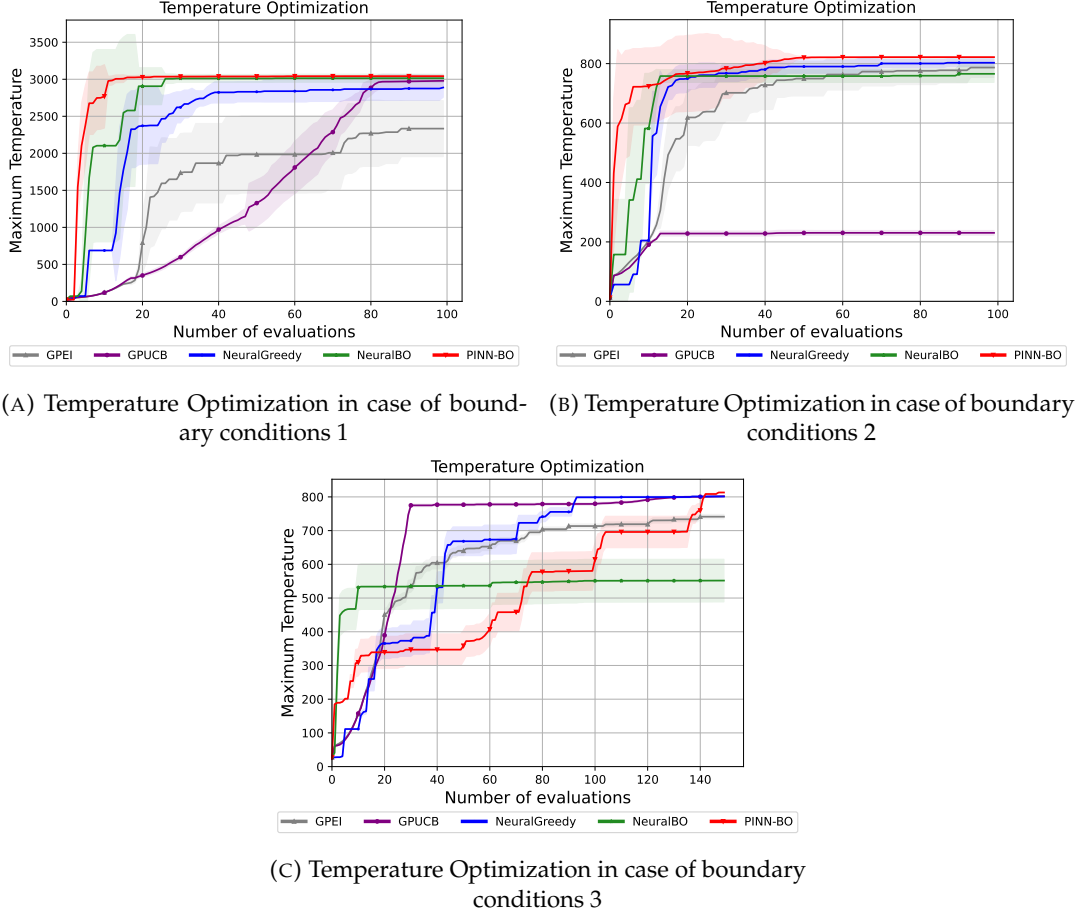 Temperature Optimization
Maximum Temperature
3500
3000
2500
2000
1500
1000
500
0
0 20 40 60 80 100
Number of evaluations
GPEI GPUCB NeuralGreedy NeuralBO PINN-BO
(A) Temperature Optimization in case of bound-
ary conditions 1
Temperature Optimization
Maximum Temperature
800
600
400
200
0
0 20 40 60 80 100
Number of evaluations
GPEI GPUCB NeuralGreedy NeuralBO PINN-BO
(B) Temperature Optimization in case of boundary
conditions 2
Temperature Optimization
Maximum Temperature
800
700
600
500
400
300
200
100
0
0 20 40 60 80 100 120 140
Number of evaluations
GPEI GPUCB NeuralGreedy NeuralBO PINN-BO
(C) Temperature Optimization in case of boundary
conditions 3